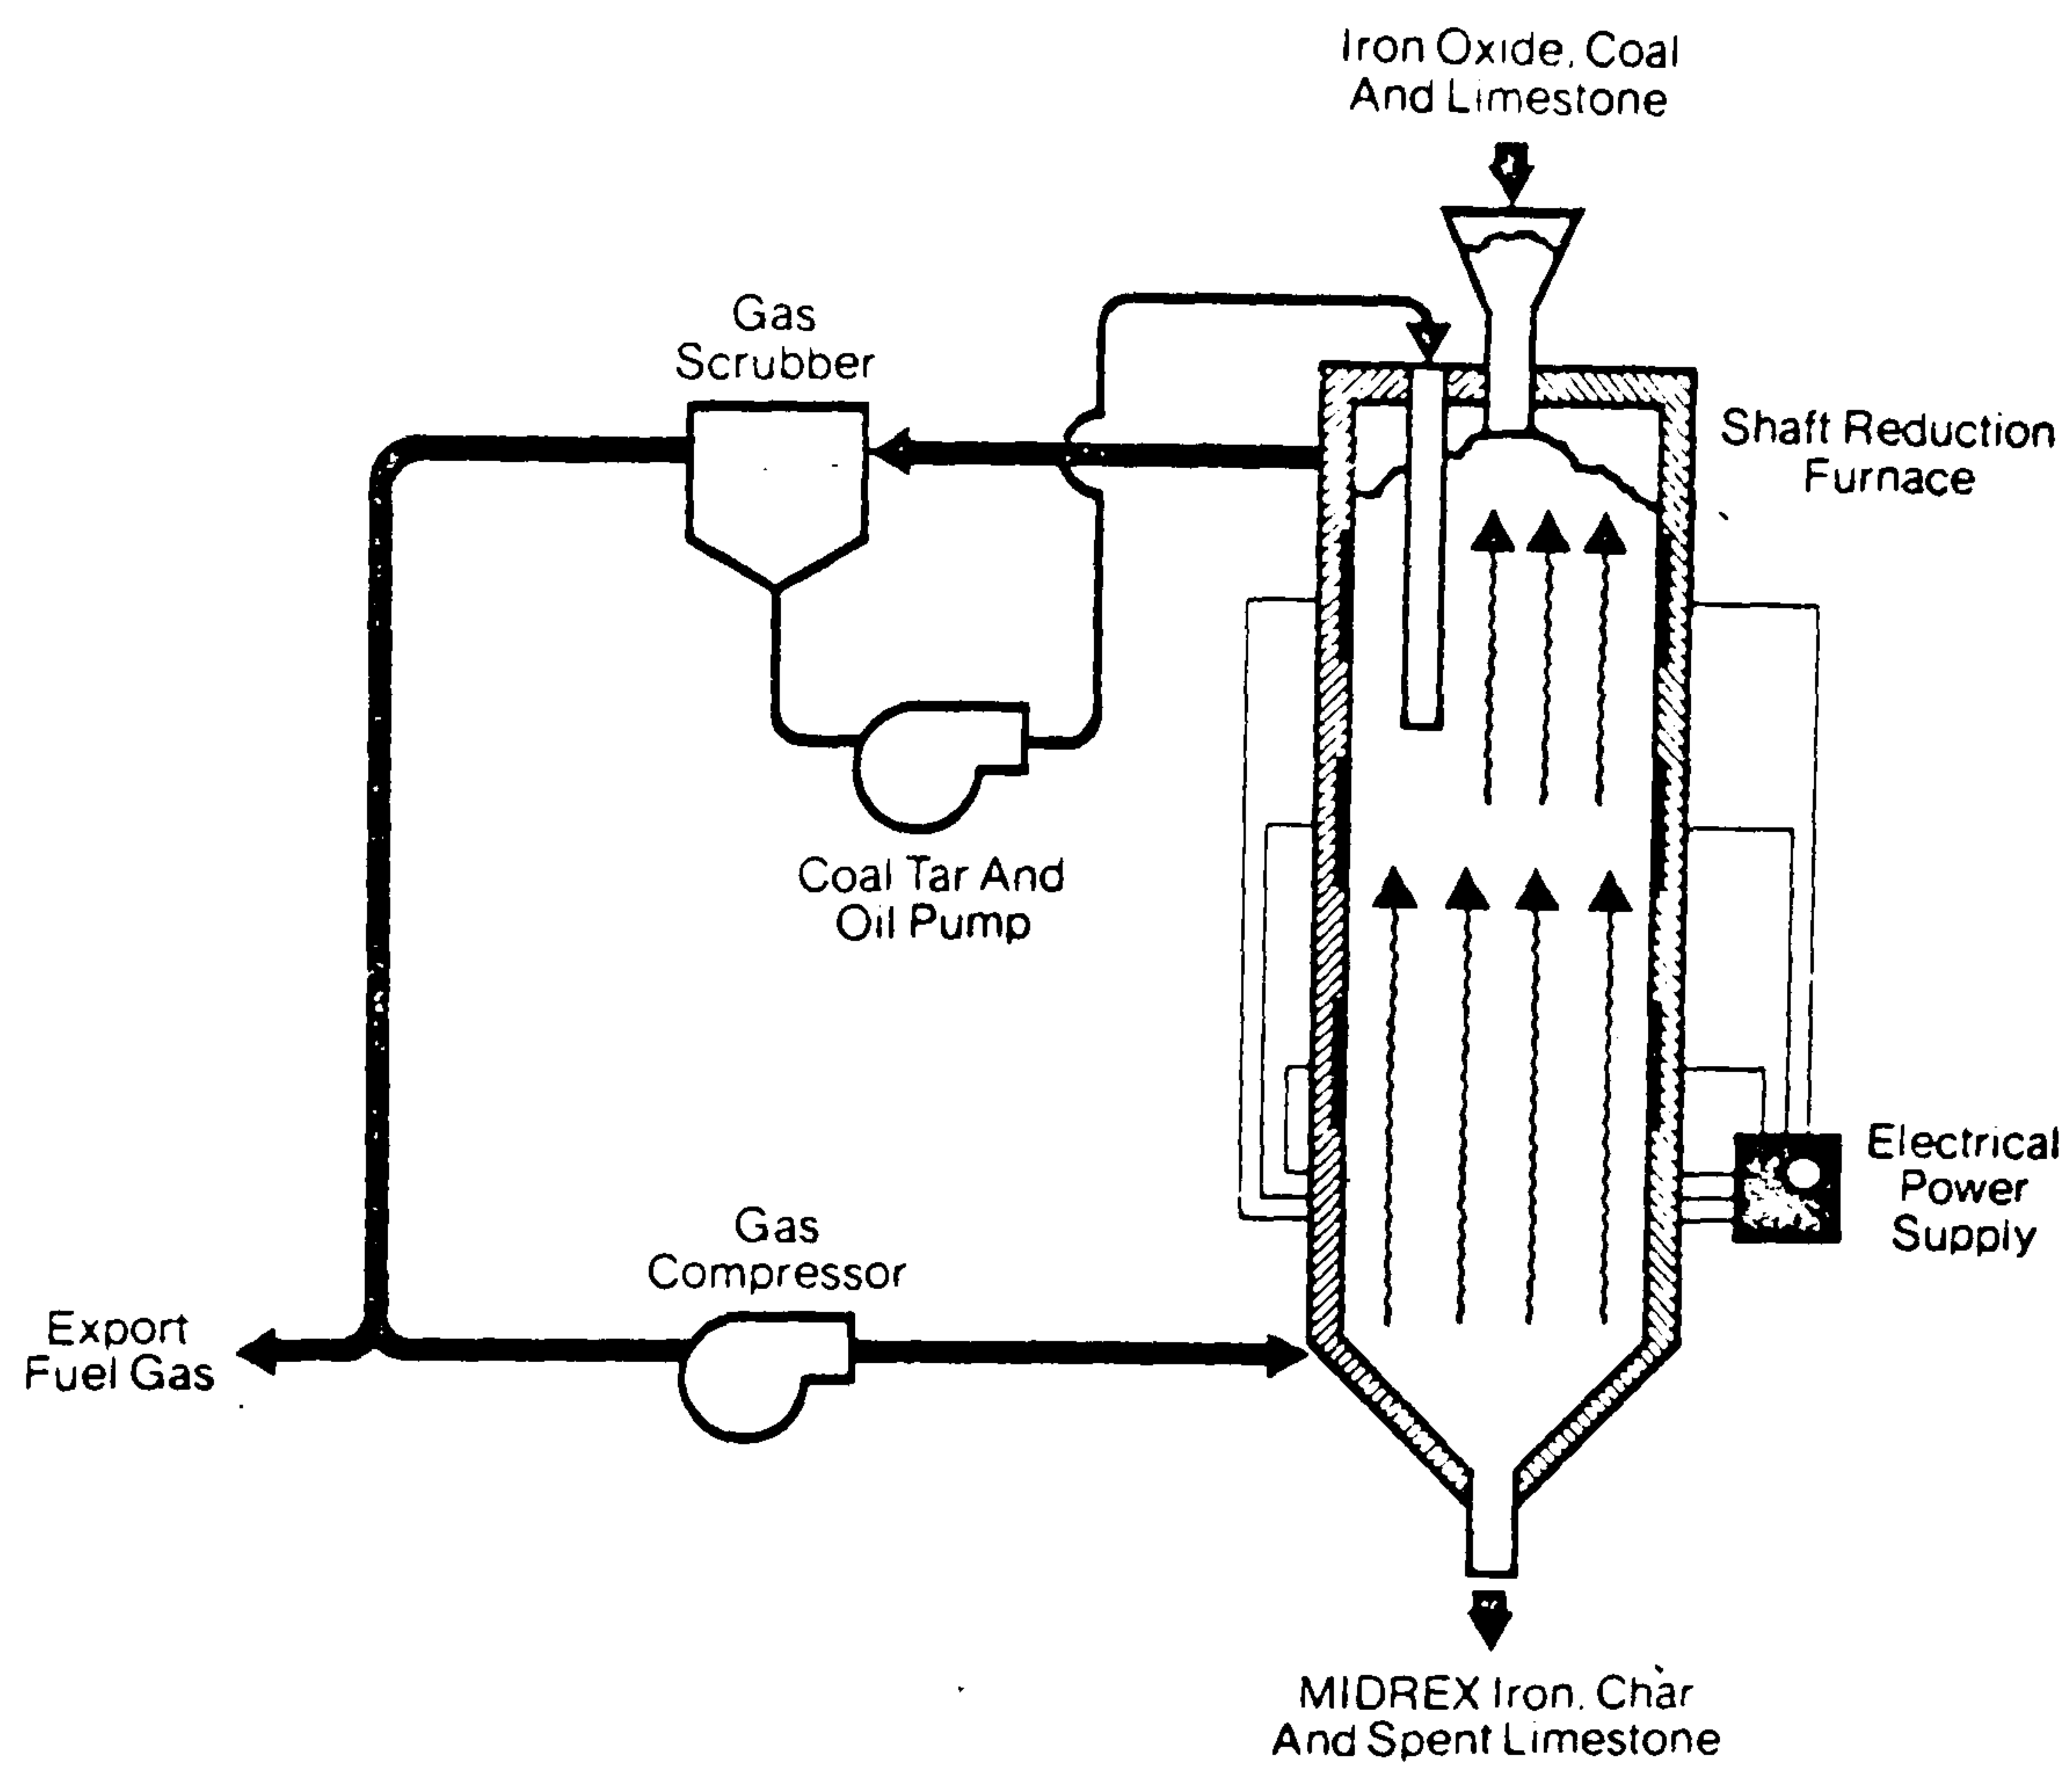 Iron Oxide, Coal
And Limestone
Gas
Scrubber
Shaft Reduction
Furnace
Coal Tar And
Oil Pump
Electrical
Power
Supply
Gas
Compressor
Export
Fuel Gas
MIDREX Iron, Char
And Spent Limestone